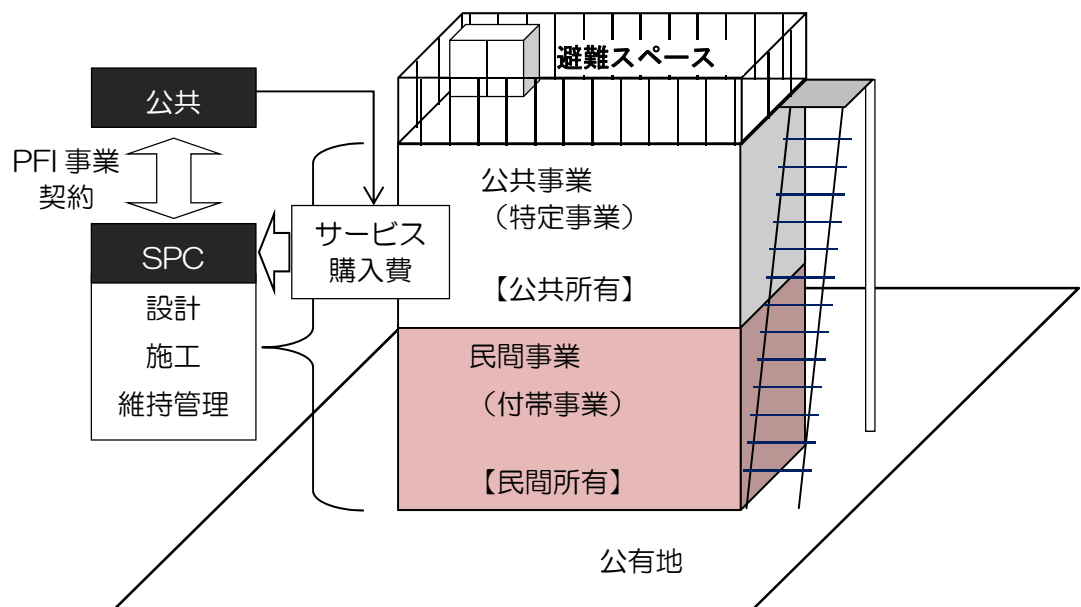 避難スペース
公共
PFI 事業
契約
SPC
設計
施工
維持管理
サービス
購入費
公共事業
（特定事業）
【公共所有】
民間事業
（付帯事業）
【民間所有】
公有地